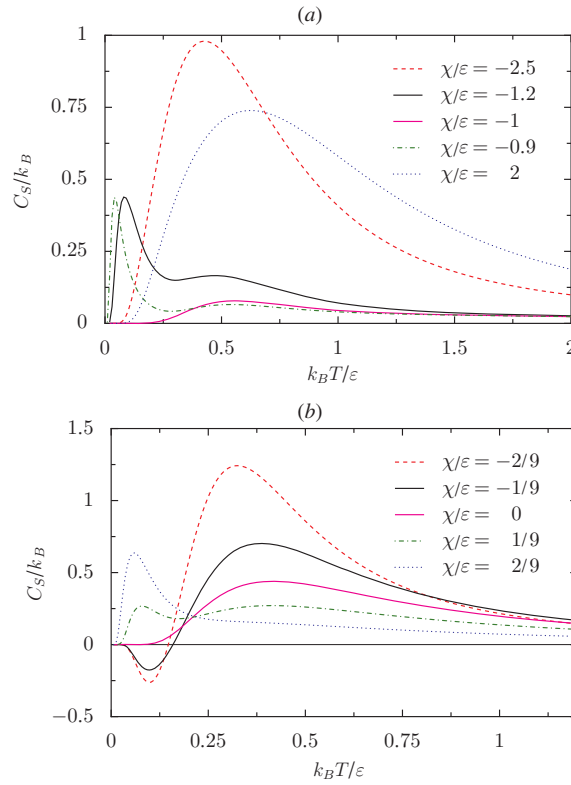 (a)
1
0.75
0.5
0.25
0
C_S/k_B
χ/ε = −2.5
χ/ε = −1.2
χ/ε = −1
χ/ε = −0.9
χ/ε = 2
0 0.5 1 1.5 2
k_BT/ε
(b)
1.5
1
0.5
0
−0.5
C_S/k_B
χ/ε = −2/9
χ/ε = −1/9
χ/ε = 0
χ/ε = 1/9
χ/ε = 2/9
0 0.25 0.5 0.75 1
k_BT/ε